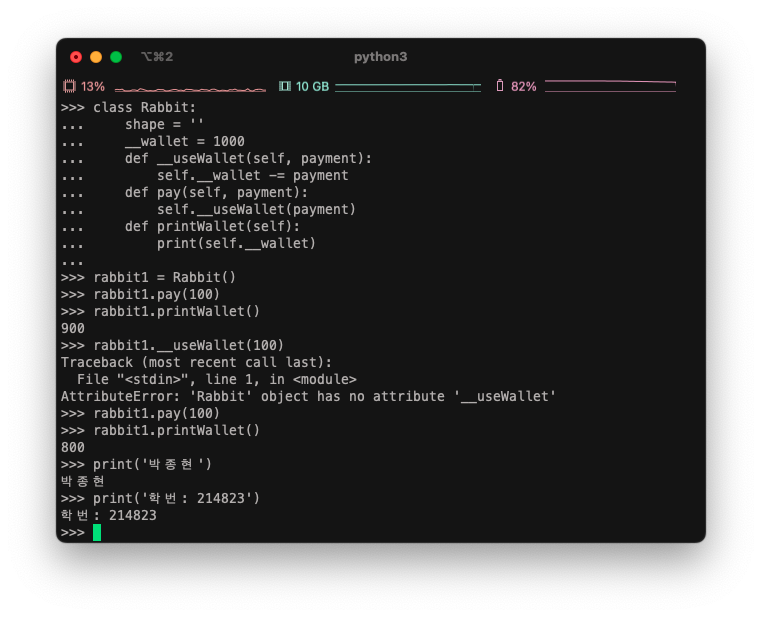 ⌥⌘2 python3
13% 10 GB 82%
>>> class Rabbit:
...     shape = ''
...     __wallet = 1000
...     def __useWallet(self, payment):
...         self.__wallet -= payment
...     def pay(self, payment):
...         self.__useWallet(payment)
...     def printWallet(self):
...         print(self.__wallet)
...
>>> rabbit1 = Rabbit()
>>> rabbit1.pay(100)
>>> rabbit1.printWallet()
900
>>> rabbit1.__useWallet(100)
Traceback (most recent call last):
  File "<stdin>", line 1, in <module>
AttributeError: 'Rabbit' object has no attribute '__useWallet'
>>> rabbit1.pay(100)
>>> rabbit1.printWallet()
800
>>> print('박종현')
박종현
>>> print('학번: 214823')
학번: 214823
>>>